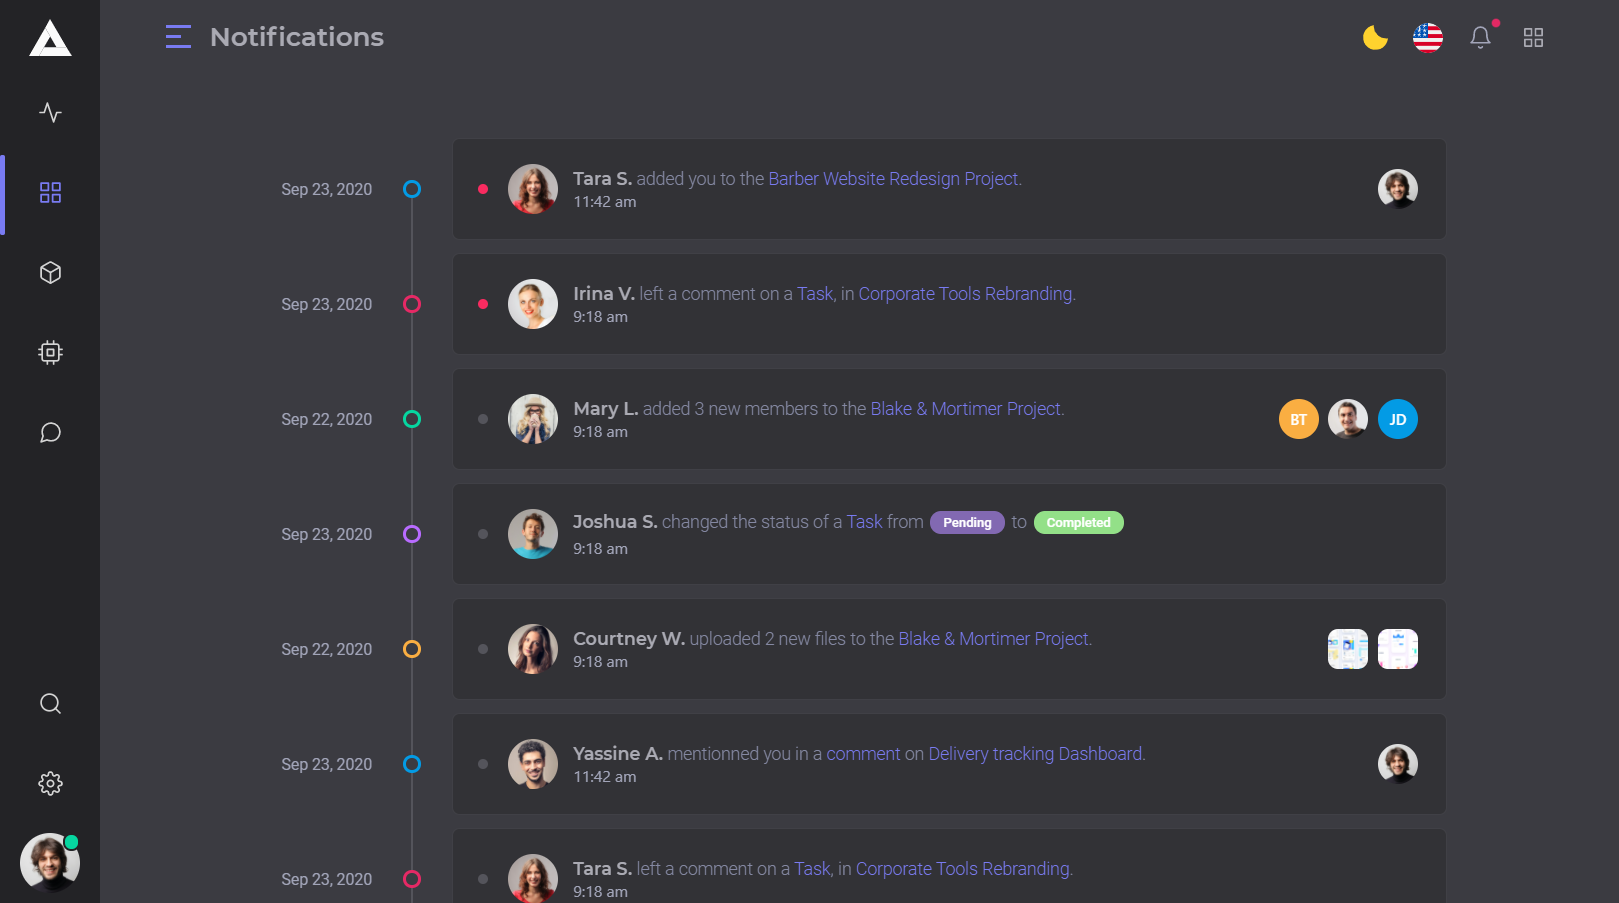 Notifications
Sep 23, 2020
Tara S. added you to the Barber Website Redesign Project.
11:42 am
Sep 23, 2020
Irina V. left a comment on a Task, in Corporate Tools Rebranding.
9:18 am
Sep 22, 2020
Mary L. added 3 new members to the Blake & Mortimer Project.
9:18 am
BT
JD
Sep 23, 2020
Joshua S. changed the status of a Task from Pending to Completed
9:18 am
Sep 22, 2020
Courtney W. uploaded 2 new files to the Blake & Mortimer Project.
9:18 am
Sep 23, 2020
Yassine A. mentionned you in a comment on Delivery tracking Dashboard.
11:42 am
Sep 23, 2020
Tara S. left a comment on a Task, in Corporate Tools Rebranding.
9:18 am